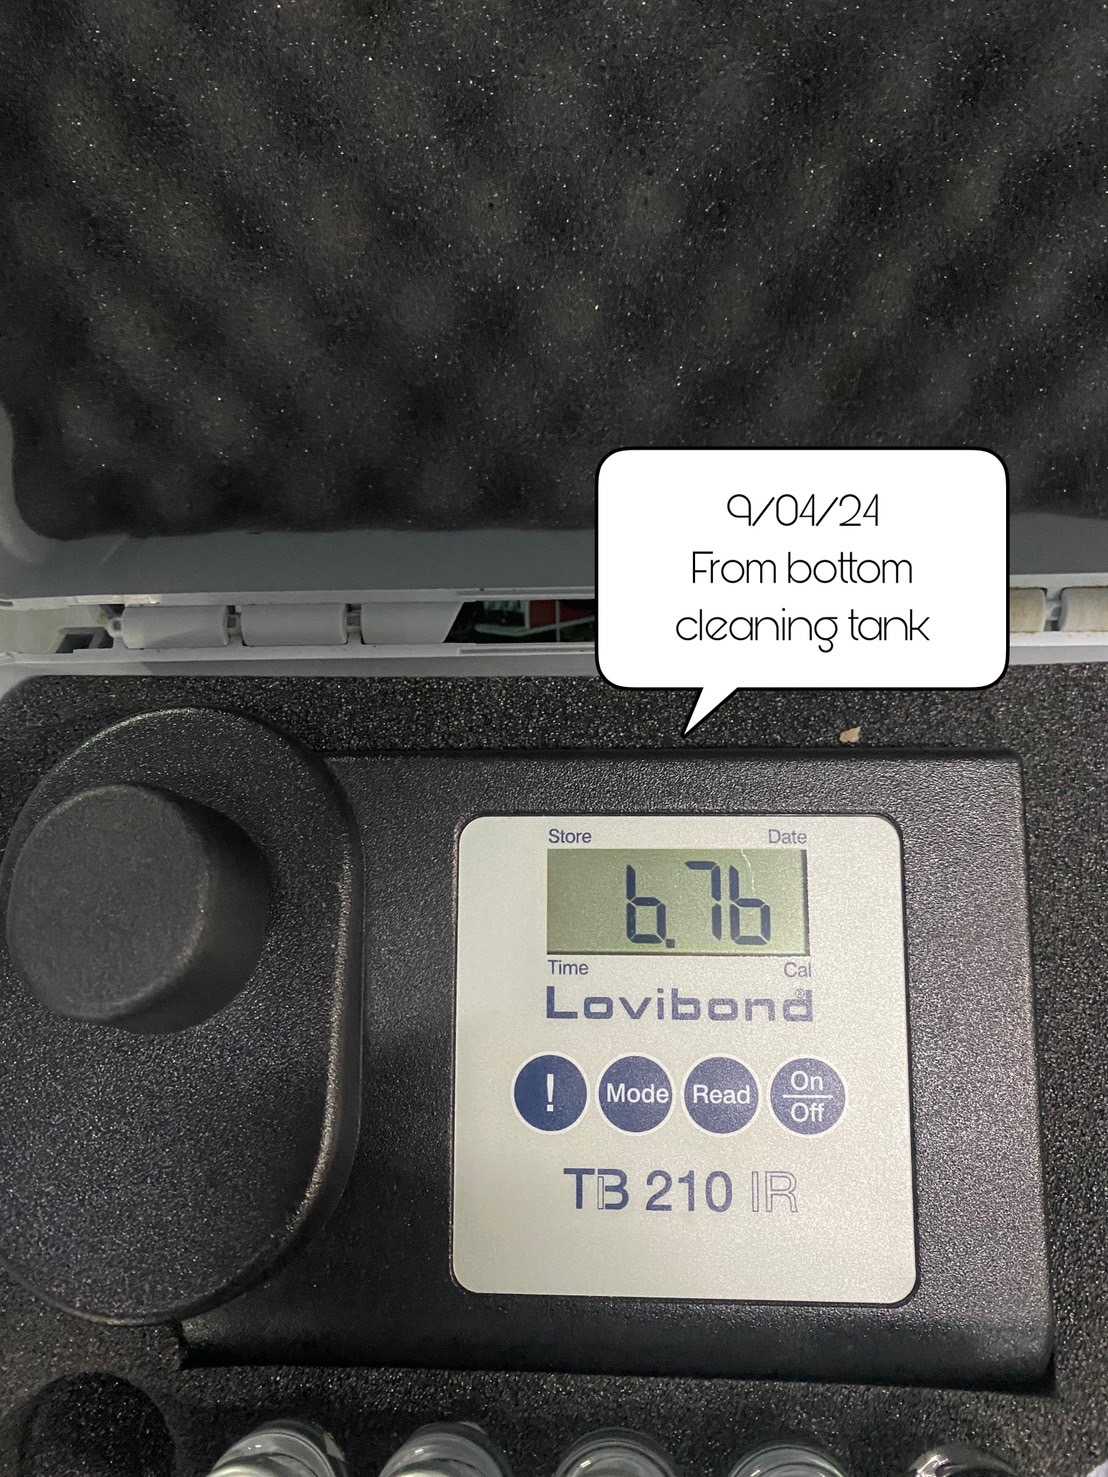 9/04/24
From bottom
cleaning tank
Store Date
6.76
Time Cal
Lovibond®
! Mode Read On/Off
TB 210 IR